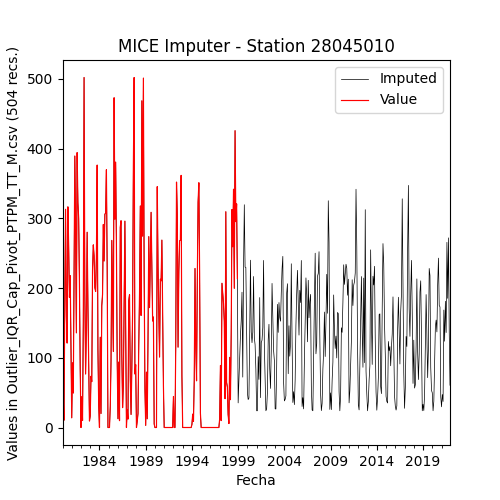 MICE Imputer - Station 28045010
Values in Outlier_IQR_Cap_Pivot_PTPM_TT_M.csv (504 recs.)
500
400
300
200
100
0
Imputed
Value
1984 1989 1994 1999 2004 2009 2014 2019
Fecha